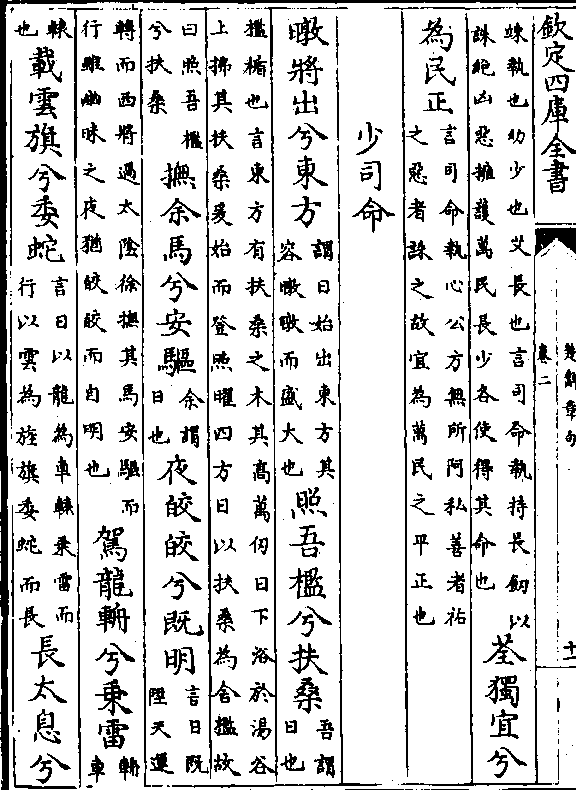 欽定四庫全書
楚辭章句
卷二
十二
竦執也幼少也艾長也言司命執持長劒以
誅絶凶惡擁護萬民長少各使得其命也
荃獨宜兮
為民正
言司命執心公方無所阿私善者祐
之惡者誅之故宜為萬民之平正也
少司命
暾將出兮東方
謂日始出東方其
容暾暾而盛大也
照吾檻兮扶桑
吾謂
日也
檻楯也言東方有扶桑之木其高萬仞日下浴於湯谷
上拂其扶桑爰始而登照曜四方日以扶桑為舍檻故
曰照吾檻
兮扶桑
撫余馬兮安驅
余謂
日也
夜皎皎兮既明
言日既
陞天運
轉而西將過太陰徐撫其馬安驅而
行雖幽昧之夜猶皎皎而自明也
駕龍輈兮乗雷
輈
車
轅
也
載雲旗兮委蛇
言日以龍為車轅乗雷而
行以雲為旌旗委蛇而長
長太息兮